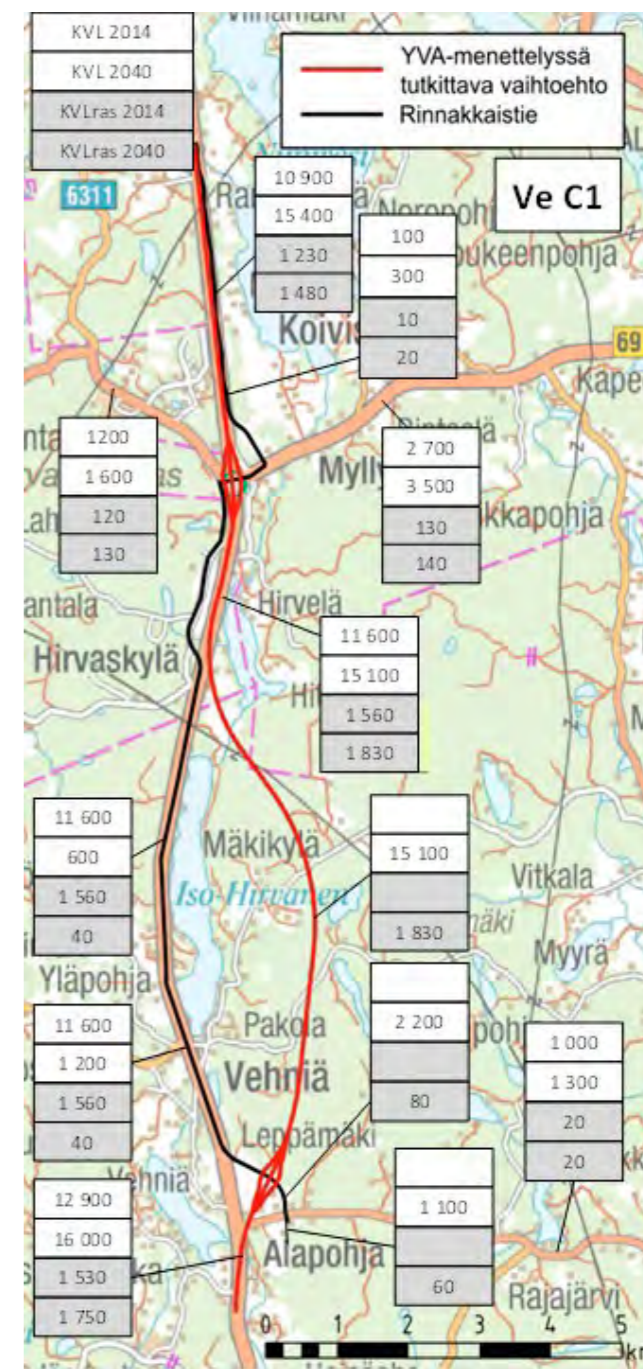 KVL 2014
KVL 2040
KVLras 2014
KVLras 2040
YVA-menettelyssä
tutkittava vaihtoehto
Rinnakkaistie
Ve C1
6311
10 900
15 400
1 230
1 480
100
300
10
20
69
1200
1 600
120
130
2 700
3 500
130
140
Hirvelä
Hirvaskylä
11 600
15 100
1 560
1 830
11 600
600
1 560
40
Mäkikylä
Iso-Hirvanen
15 100
1 830
Vitkala
Myyrä
Yläpohja
11 600
1 200
1 560
40
Pakola
Vehniä
2 200
80
1 000
1 300
20
20
Leppämäki
Vehniä
12 900
16 000
1 530
1 750
Alapohja
1 100
60
Rajajärvi
0 1 2 3 4 5